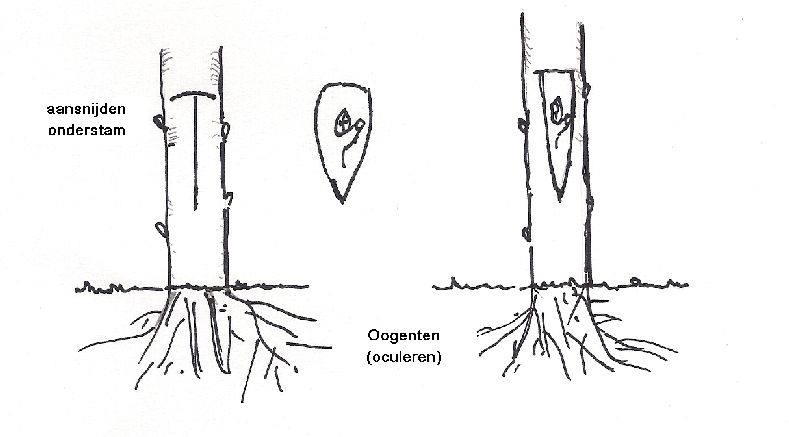 aansnijden
onderstam
Oogenten
(oculeren)